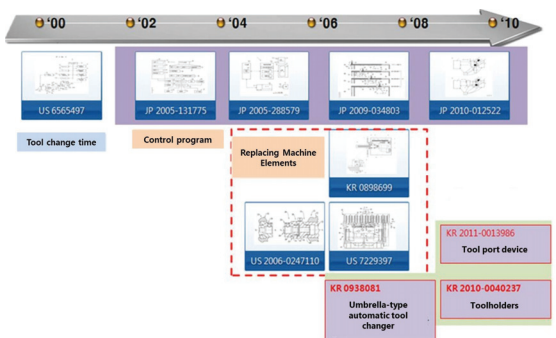 ‘00 ‘02 ‘04 ‘06 ‘08 ‘10
US 6565497
JP 2005-131775
JP 2005-288579
JP 2009-034803
JP 2010-012522
Tool change time
Control program
Replacing Machine
Elements
KR 0898699
US 2006-0247110
US 7229397
KR 2011-0013986
Tool port device
KR 0938081
Umbrella-type
automatic tool
changer
KR 2010-0040237
Toolholders